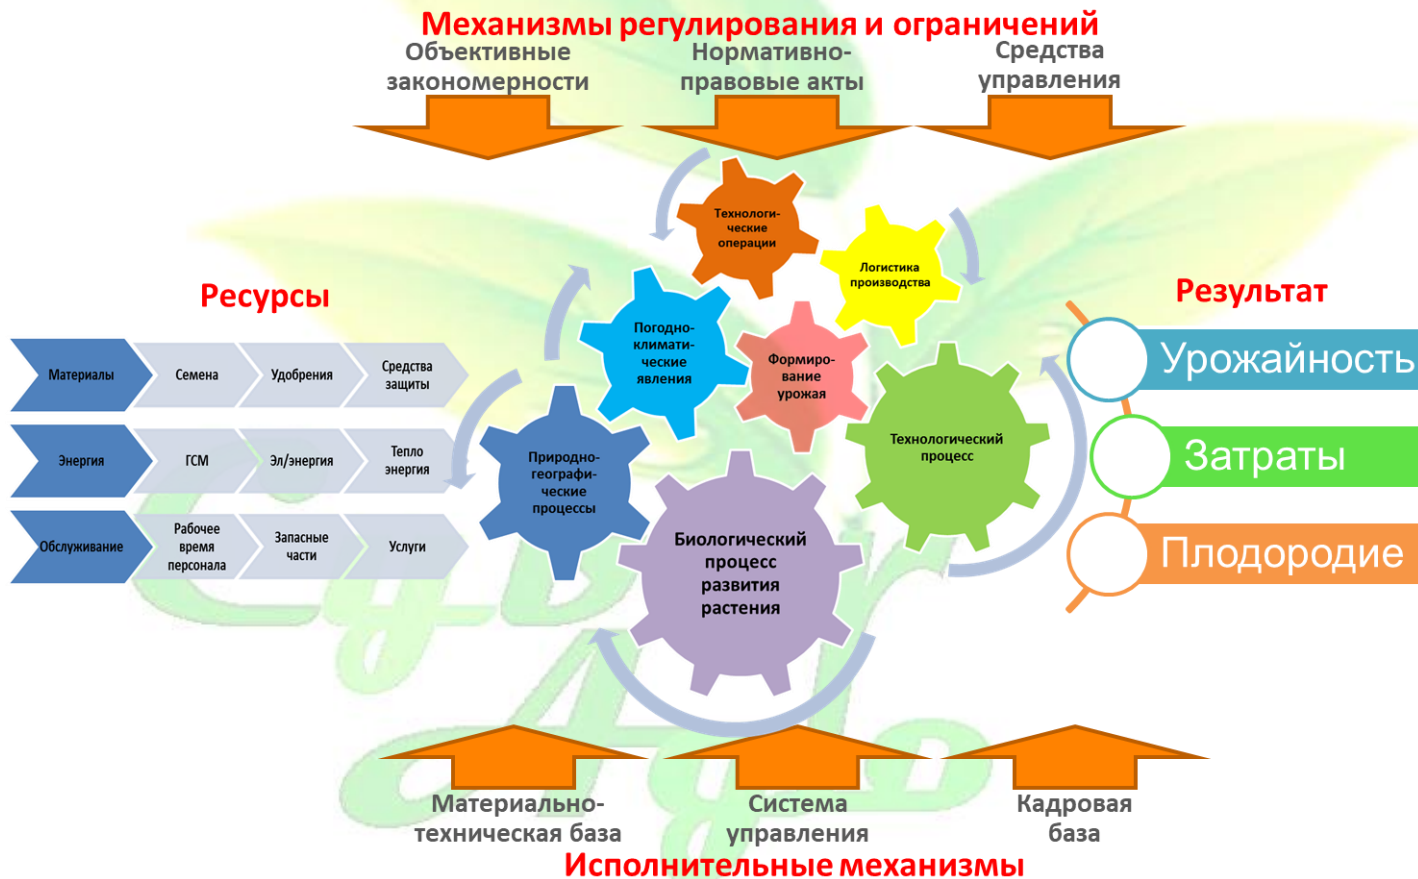 Механизмы регулирования и ограничений
Объективные
закономерности
Нормативно-
правовые акты
Средства
управления
Технологи-
ческие
операции
Логистика
производства
Ресурсы
Результат
Погодно-
климати-
ческие
явления
Формиро-
вание
урожая
Материалы
Семена
Удобрения
Средства
защиты
Урожайность
Природно-
географи-
ческие
процессы
Технологический
процесс
Энергия
ГСМ
Эл/энергия
Тепло
энергия
Затраты
Обслуживание
Рабочее
время
персонала
Запасные
части
Услуги
Биологический
процесс
развития
растения
Плодородие
Материально-
техническая база
Система
управления
Кадровая
база
Исполнительные механизмы